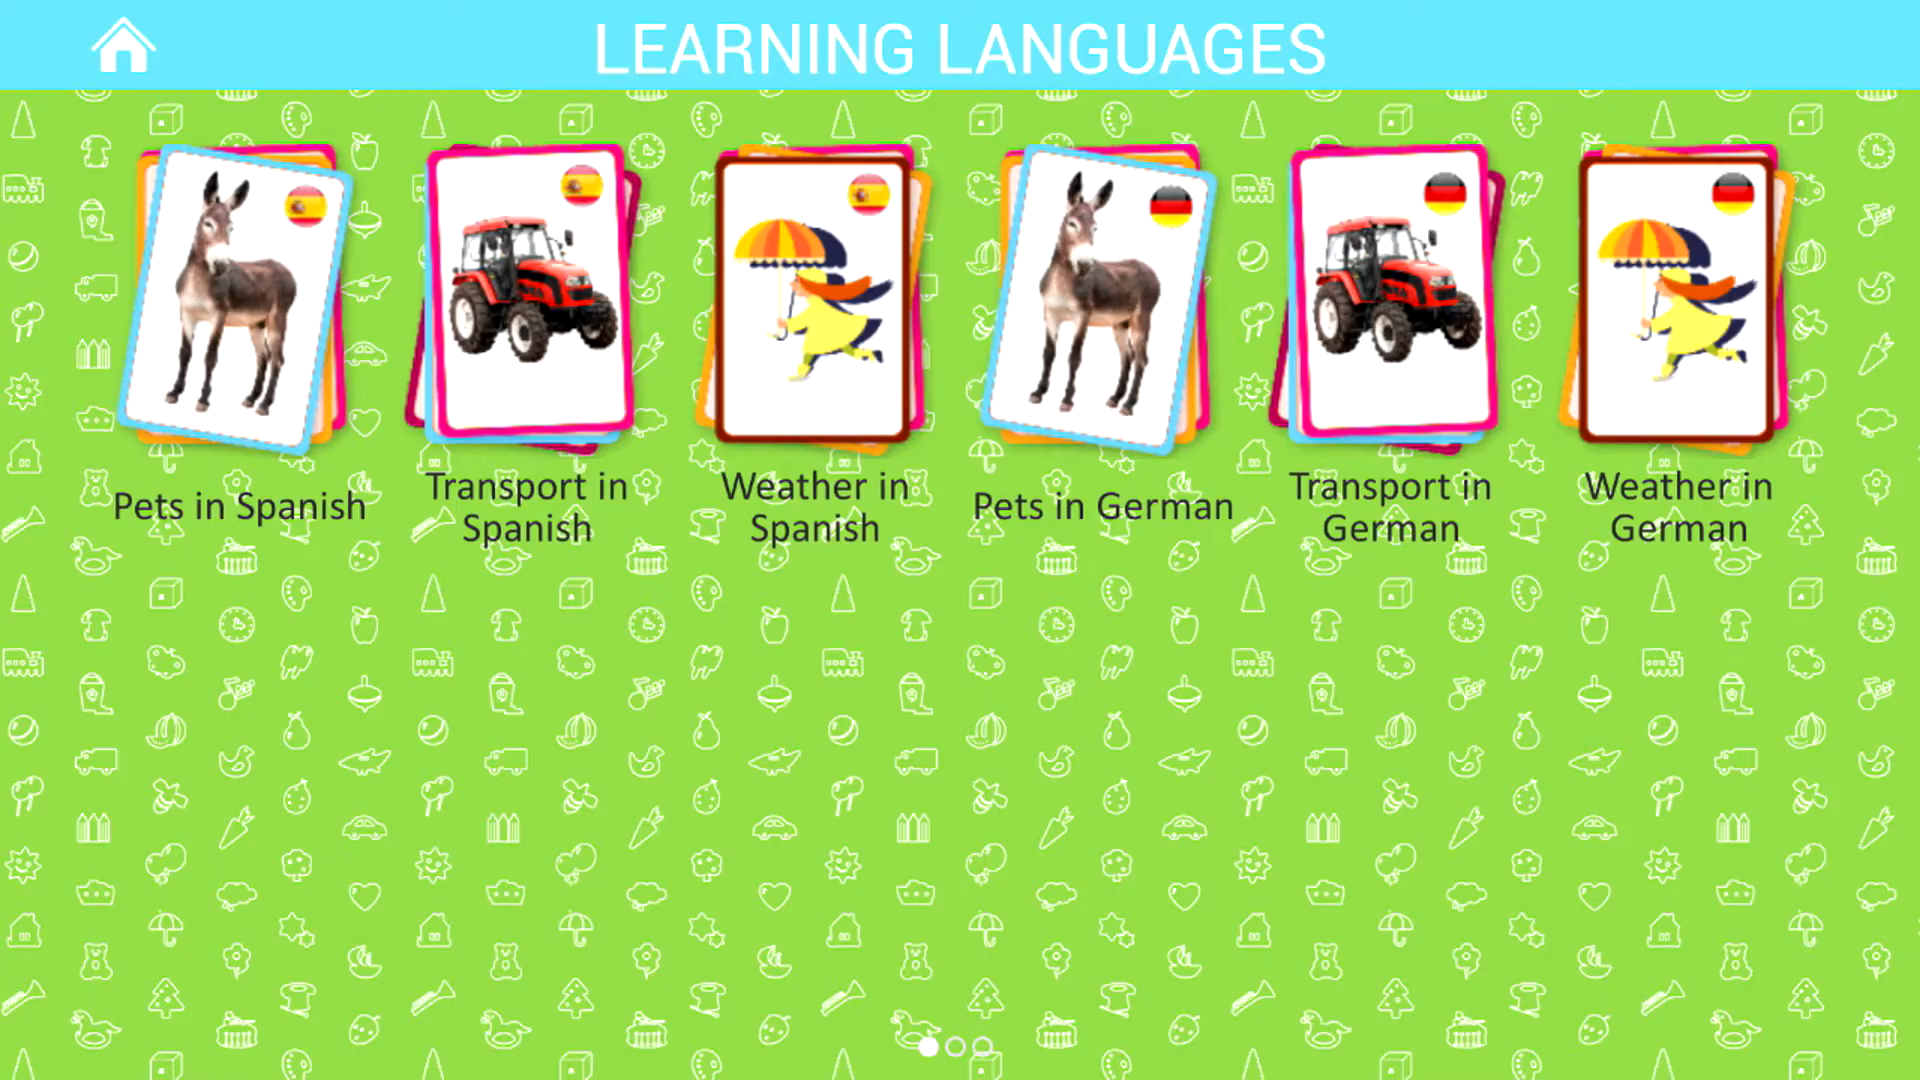 LEARNING LANGUAGES
Pets in Spanish
Transport in
Spanish
Weather in
Spanish
Pets in German
Transport in
German
Weather in
German